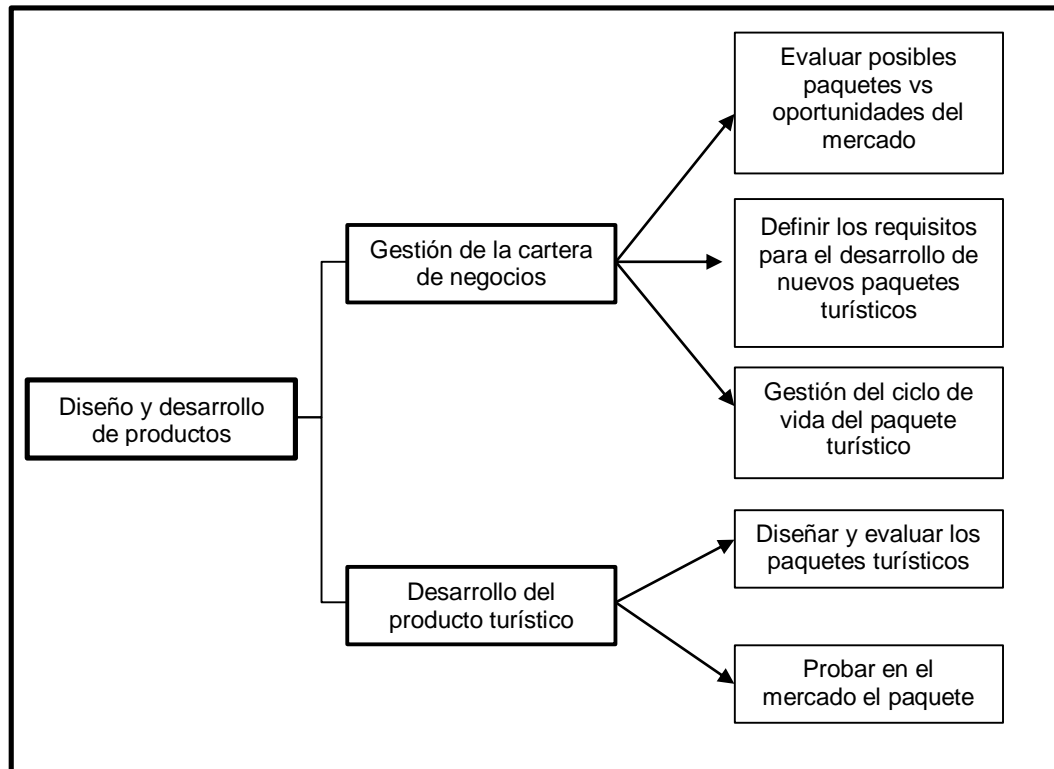 Evaluar posibles
paquetes vs
oportunidades del
mercado
Gestión de la cartera
de negocios
Definir los requisitos
para el desarrollo de
nuevos paquetes
turísticos
Diseño y desarrollo
de productos
Gestión del ciclo de
vida del paquete
turístico
Desarrollo del
producto turístico
Diseñar y evaluar los
paquetes turísticos
Probar en el
mercado el paquete